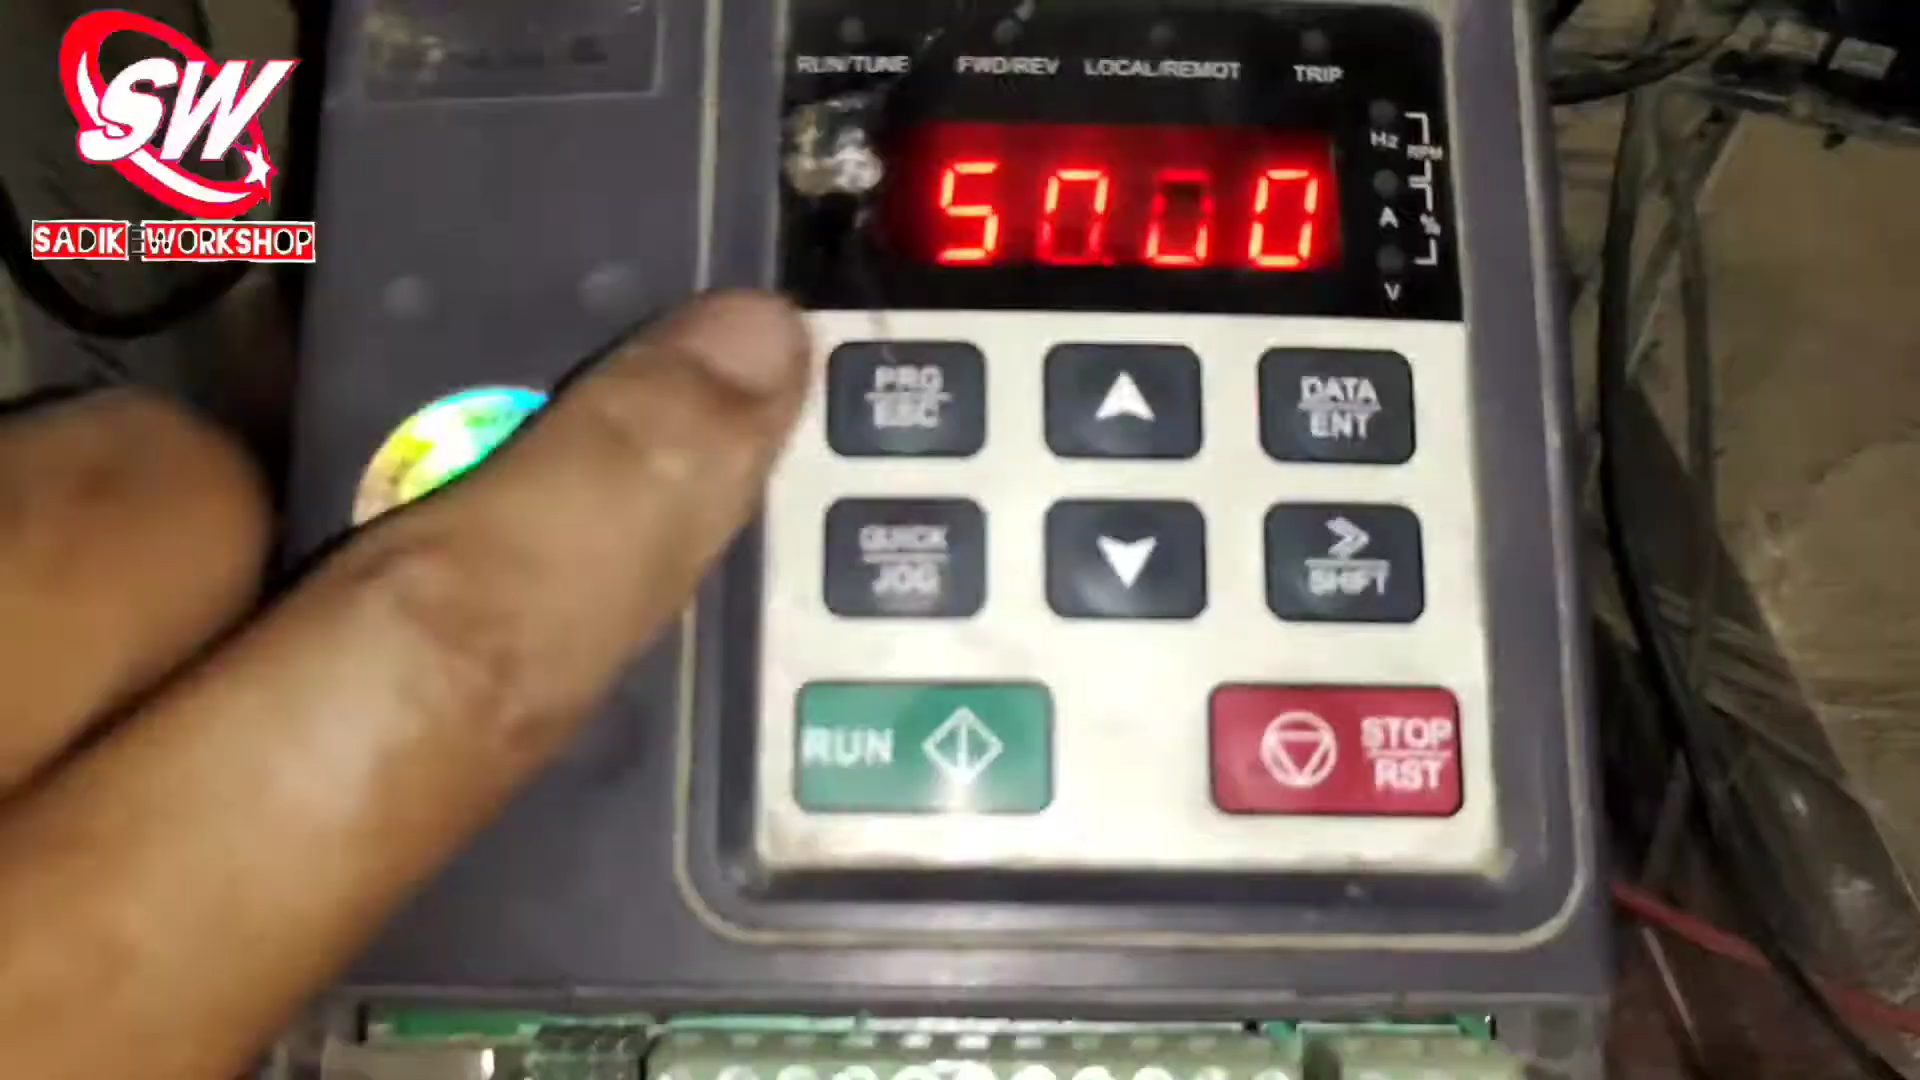 SW
SADIK WORKSHOP
RUN/TUNE FWD/REV LOCAL/REMOT TRIP
50.00
Hz
RPM
A
%
V
PRG
ESC
DATA
ENT
QUICK
JOG
SHIFT
RUN
STOP
RST